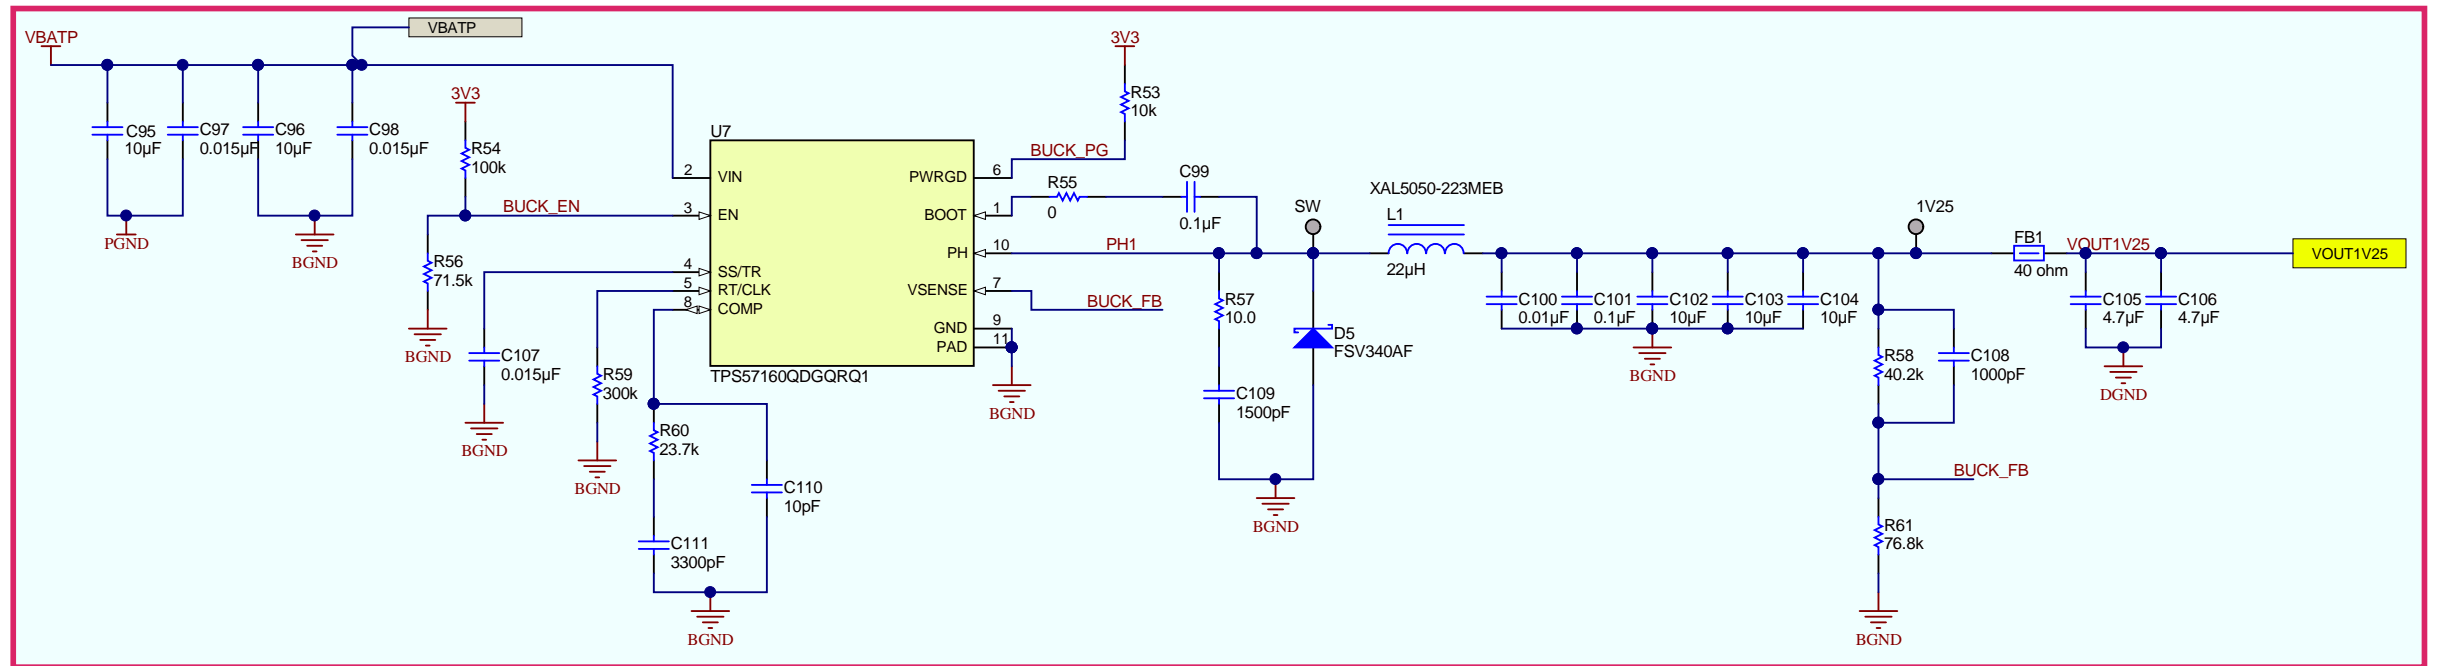 VBATP
VBATP
C95
10µF
C97
0.015µF
C96
10µF
C98
0.015µF
PGND
BGND
3V3
R54
100k
BUCK_EN
R56
71.5k
BGND
C107
0.015µF
BGND
R59
300k
BGND
R60
23.7k
C111
3300pF
C110
10pF
BGND
U7
2 VIN
3 EN
4 SS/TR
5 RT/CLK
8 COMP
PWRGD 6
BOOT 1
PH 10
VSENSE 7
GND 9
PAD 11
TPS57160QDGQRQ1
BGND
3V3
R53
10k
BUCK_PG
R55
0
C99
0.1µF
PH1
BUCK_FB
R57
10.0
C109
1500pF
SW
D5
FSV340AF
BGND
XAL5050-223MEB
L1
22µH
C100
0.01µF
C101
0.1µF
C102
10µF
C103
10µF
C104
10µF
BGND
1V25
R58
40.2k
C108
1000pF
BUCK_FB
R61
76.8k
BGND
FB1
40 ohm
VOUT1V25
C105
4.7µF
C106
4.7µF
DGND
VOUT1V25